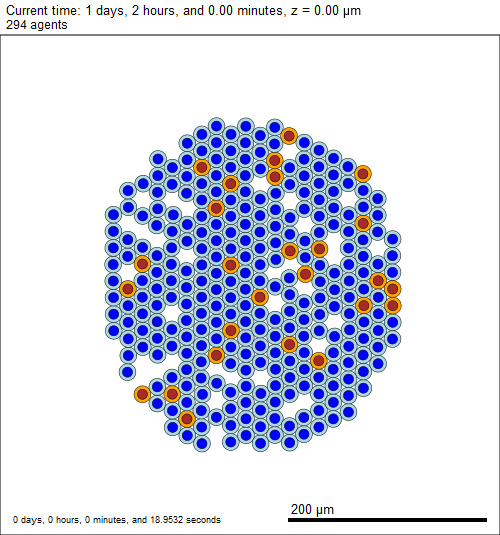 Current time: 1 days, 2 hours, and 0.00 minutes, z = 0.00 μm
294 agents
200 μm
0 days, 0 hours, 0 minutes, and 18.9532 seconds